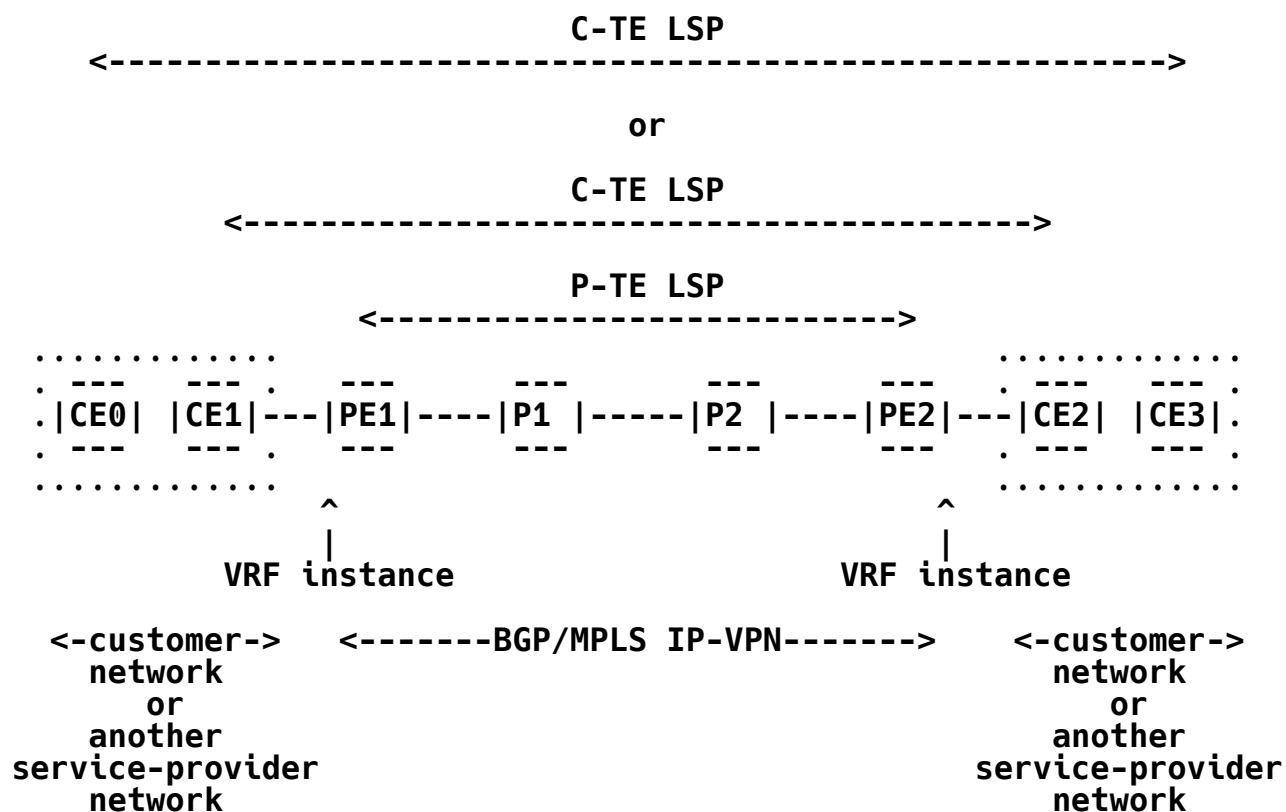 C-TE LSP
<------------------------------------------------------->
or
C-TE LSP
<----------------------------------------->
P-TE LSP
<--------------------------->
.............                                     .............
. ---   --- .   ---      ---       ---      ---   . ---   --- .
.|CE0| |CE1|---|PE1|----|P1 |-----|P2 |----|PE2|---|CE2| |CE3|.
. ---   --- .   ---      ---       ---      ---   . ---   --- .
.............                                     .............
^                               ^
|                               |
VRF instance                    VRF instance
<-customer->   <-------BGP/MPLS IP-VPN------->    <-customer->
network                                           network
or                                                or
another                                           another
service-provider                                  service-provider
network                                           network